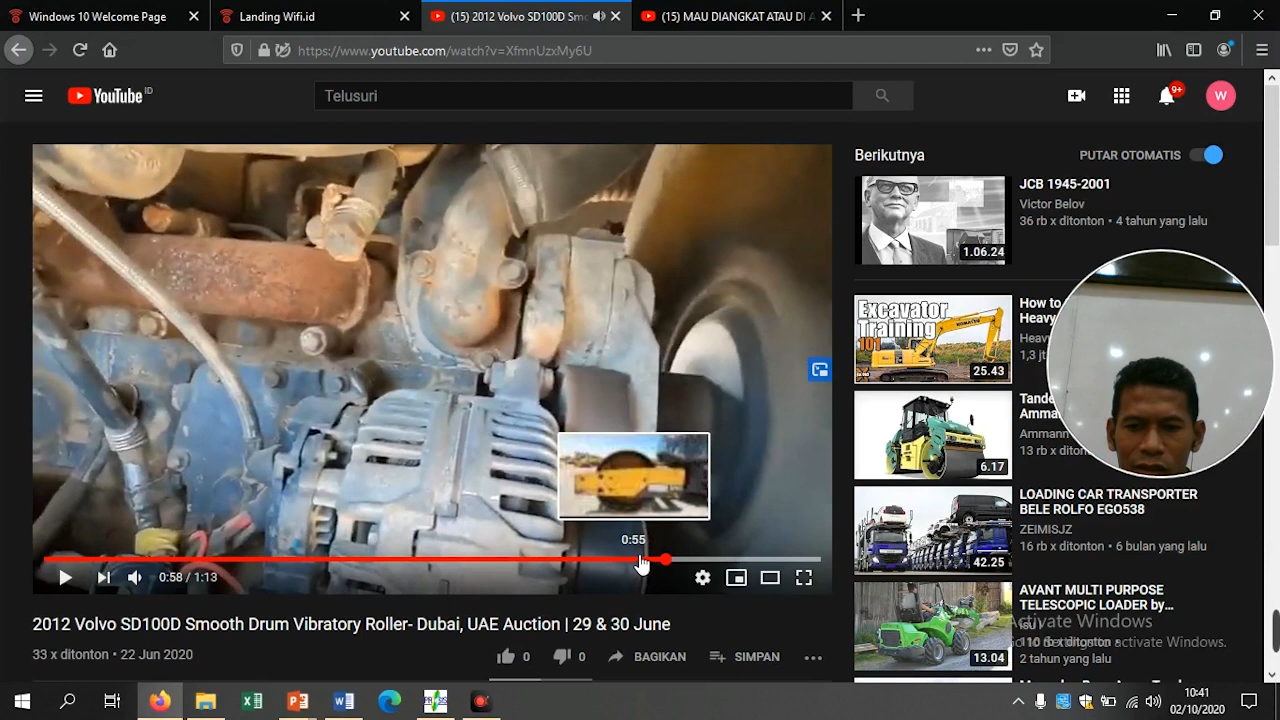 Windows 10 Welcome Page
Landing Wifi.id
(15) 2012 Volvo SD100D Smo
(15) MAU DIANGKAT ATAU DI A
https://www.youtube.com/watch?v=XfmnUzxMy6U
YouTube ID
Telusuri
9+
W
Berikutnya
PUTAR OTOMATIS
JCB 1945-2001
Victor Belov
36 rb x ditonton • 4 tahun yang lalu
1.06.24
Excavator
Training
101
KOMATSU
25.43
How to
Heavy
1,3 jt
Tande
Amman
Ammann
13 rb x
6.17
LOADING CAR TRANSPORTER
BELE ROLFO EGO538
ZEIMISJZ
16 rb x ditonton • 6 bulan yang lalu
42.25
AVANT MULTI PURPOSE
TELESCOPIC LOADER by…
110 rb x ditonton •
2 tahun yang lalu
13.04
Activate Windows
Go to Settings to activate Windows.
0:55
0:58 / 1:13
2012 Volvo SD100D Smooth Drum Vibratory Roller- Dubai, UAE Auction | 29 & 30 June
33 x ditonton • 22 Jun 2020
0
0
BAGIKAN
SIMPAN
10:41
02/10/2020